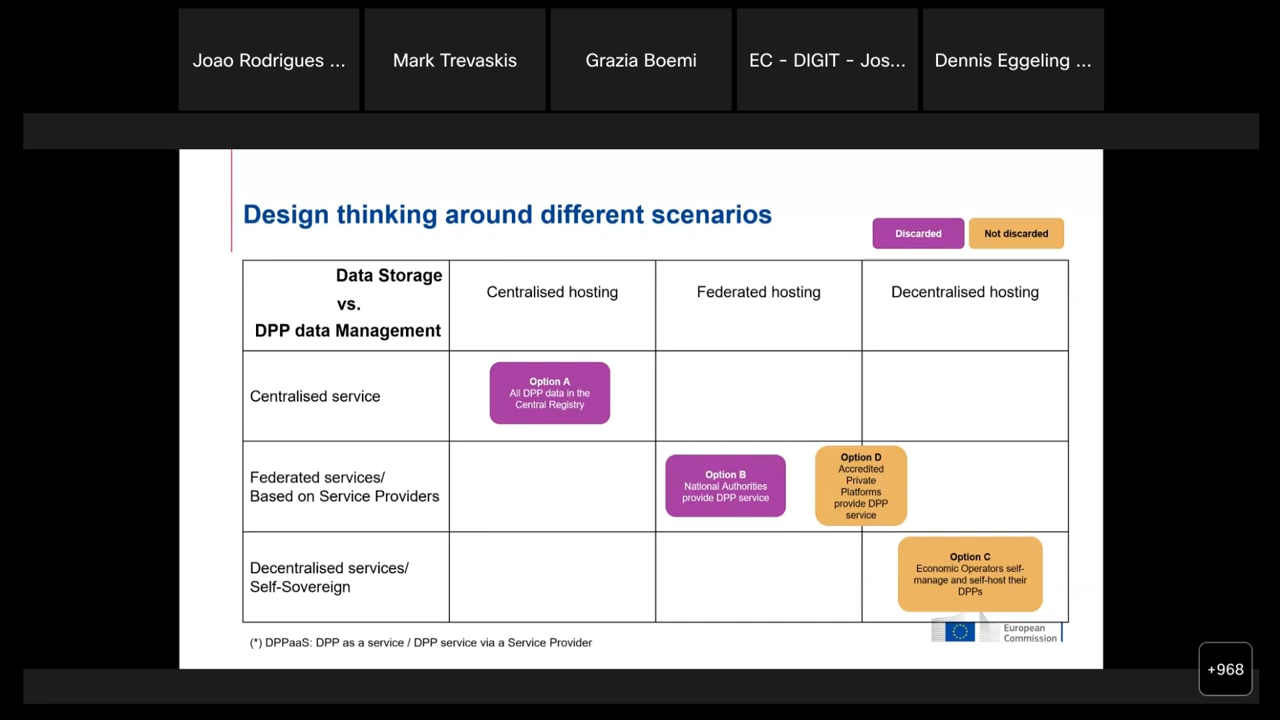 Joao Rodrigues ...
Mark Trevaskis
Grazia Boemi
EC - DIGIT - Jos...
Dennis Eggeling ...
Design thinking around different scenarios
Discarded
Not discarded
Data Storage
vs.
DPP data Management
Centralised hosting
Federated hosting
Decentralised hosting
Centralised service
Option A
All DPP data in the
Central Registry
Federated services/
Based on Service Providers
Option B
National Authorities
provide DPP service
Option D
Accredited
Private
Platforms
provide DPP
service
Decentralised services/
Self-Sovereign
Option C
Economic Operators self-
manage and self-host their
DPPs
(*) DPPaaS: DPP as a service / DPP service via a Service Provider
European
Commission
+968